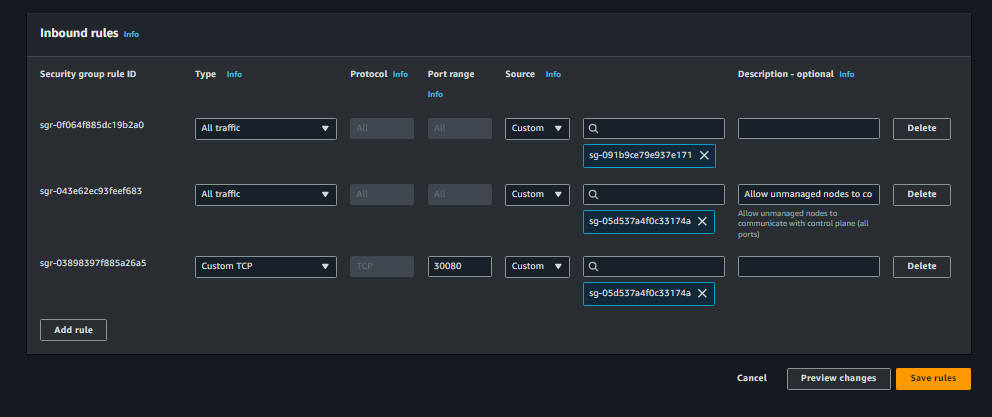 Inbound rules Info
Security group rule ID Type Info Protocol Info Port range Source Info Description - optional Info
Info
sgr-0f064f885dc19b2a0 All traffic All All Custom Delete
sg-091b9ce79e937e171
sgr-043e62ec93feef683 All traffic All All Custom Allow unmanaged nodes to co Delete
sg-05d537a4f0c33174a Allow unmanaged nodes to
communicate with control plane (all
ports)
sgr-03898397f885a26a5 Custom TCP TCP 30080 Custom Delete
sg-05d537a4f0c33174a
Add rule
Cancel Preview changes Save rules